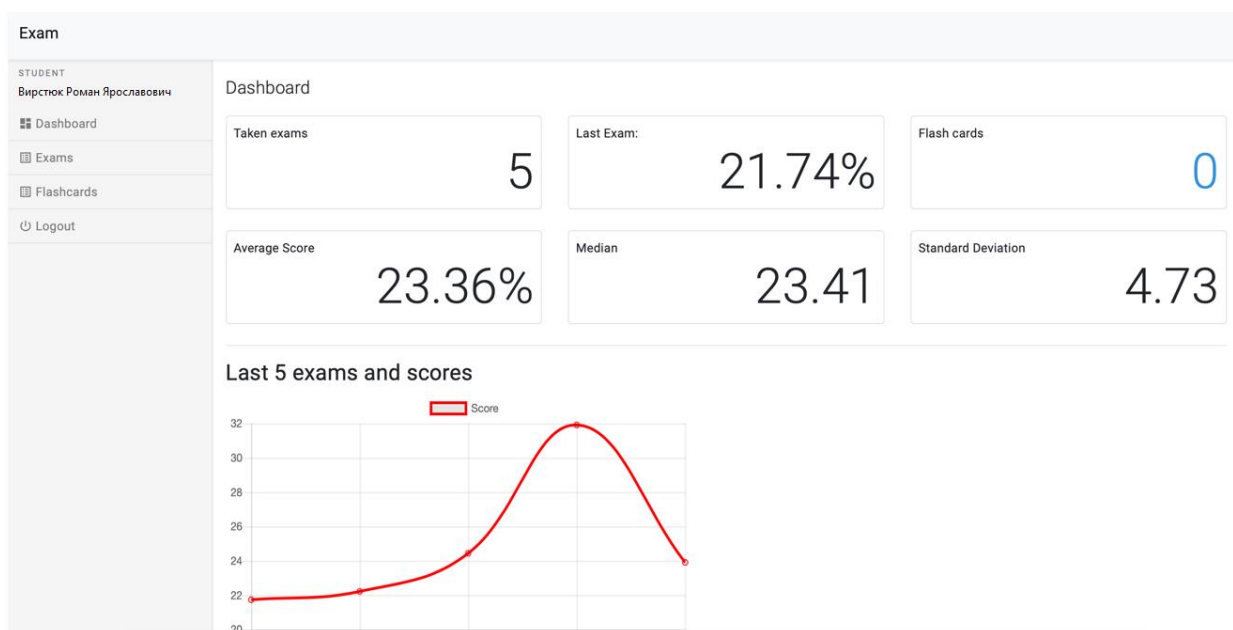 Exam
STUDENT
Вирстюк Роман Ярославович
Dashboard
Exams
Flashcards
Logout
Dashboard
Taken exams
5
Last Exam:
21.74%
Flash cards
0
Average Score
23.36%
Median
23.41
Standard Deviation
4.73
Last 5 exams and scores
Score
32
30
28
26
24
22
20